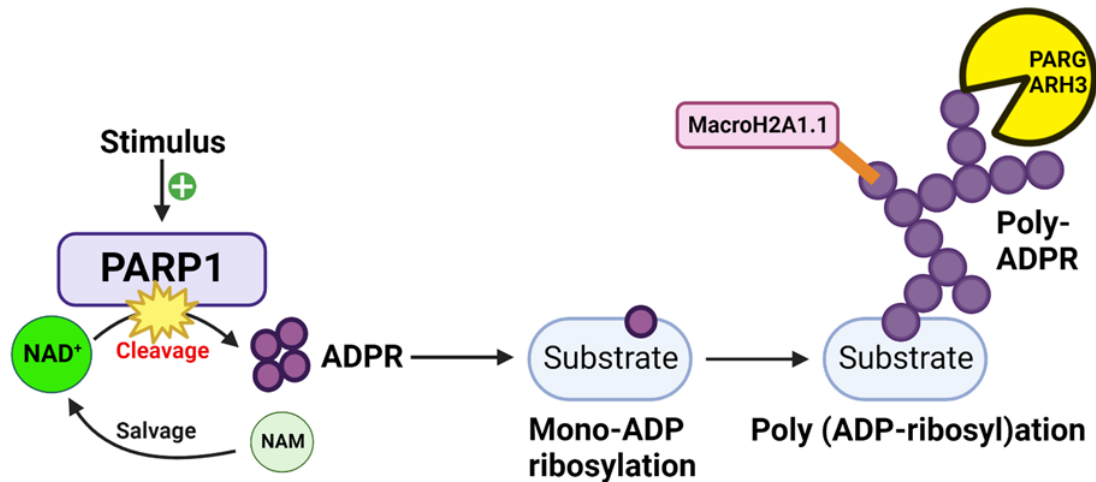 Stimulus
PARP1
NAD+
Cleavage
ADPR
Salvage
NAM
Substrate
Mono-ADP
ribosylation
Substrate
Poly (ADP-ribosyl)ation
MacroH2A1.1
PARG
ARH3
Poly-
ADPR